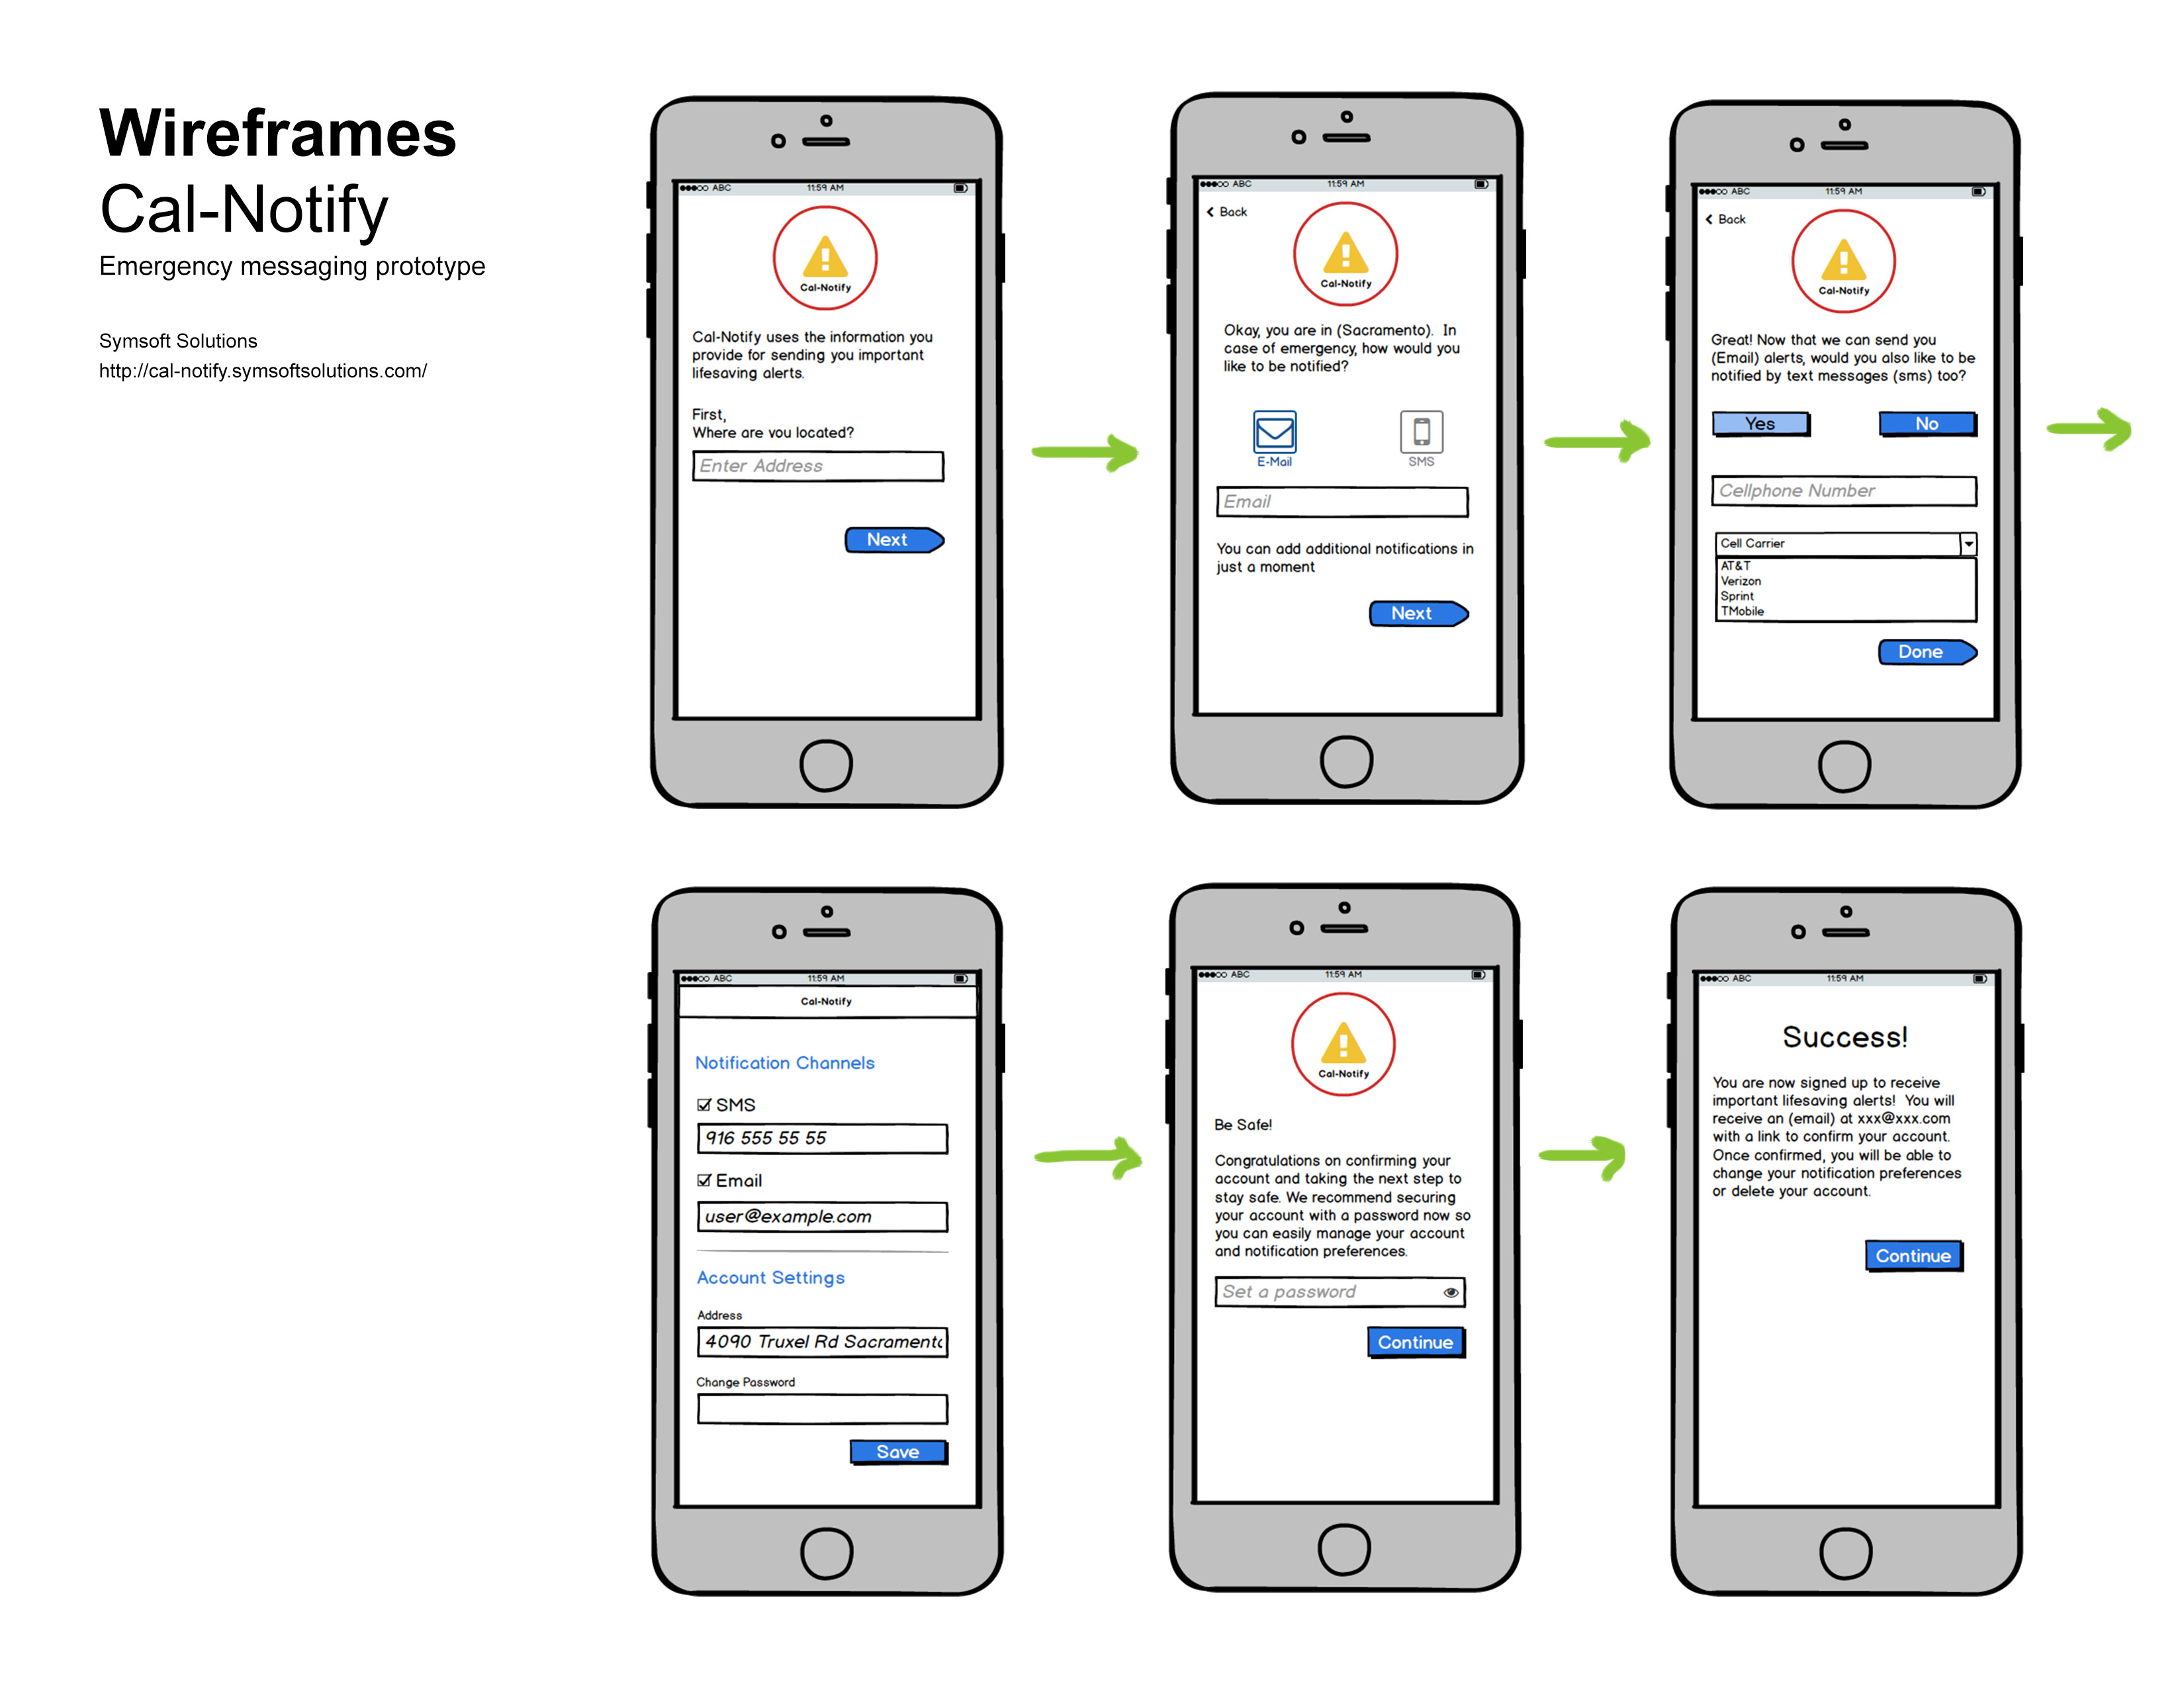 Wireframes
Cal-Notify
Emergency messaging prototype
Symsoft Solutions
http://cal-notify.symsoftsolutions.com/
ABC 11:59 AM
Cal-Notify
Cal-Notify uses the information you
provide for sending you important
lifesaving alerts.
First,
Where are you located?
Enter Address
Next
ABC 11:59 AM
Back
Cal-Notify
Okay, you are in (Sacramento). In
case of emergency, how would you
like to be notified?
E-Mail SMS
Email
You can add additional notifications in
just a moment
Next
ABC 11:59 AM
Back
Cal-Notify
Great! Now that we can send you
(Email) alerts, would you also like to be
notified by text messages (sms) too?
Yes No
Cellphone Number
Cell Carrier
AT&T
Verizon
Sprint
TMobile
Done
ABC 11:59 AM
Cal-Notify
Notification Channels
SMS
916 555 55 55
Email
user@example.com
Account Settings
Address
4090 Truxel Rd Sacramento
Change Password
Save
ABC 11:59 AM
Cal-Notify
Be Safe!
Congratulations on confirming your
account and taking the next step to
stay safe. We recommend securing
your account with a password now so
you can easily manage your account
and notification preferences.
Set a password
Continue
ABC 11:59 AM
Success!
You are now signed up to receive
important lifesaving alerts! You will
receive an (email) at xxx@xxx.com
with a link to confirm your account.
Once confirmed, you will be able to
change your notification preferences
or delete your account.
Continue